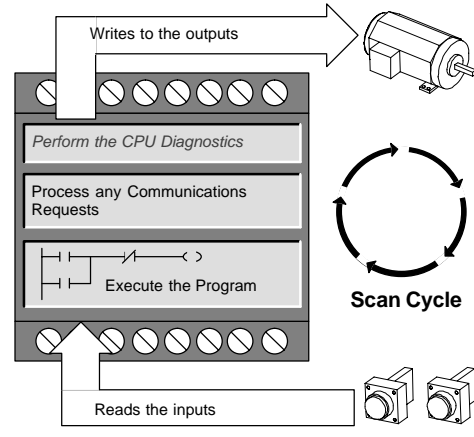 Writes to the outputs
Perform the CPU Diagnostics
Process any Communications
Requests
Execute the Program
Scan Cycle
Reads the inputs